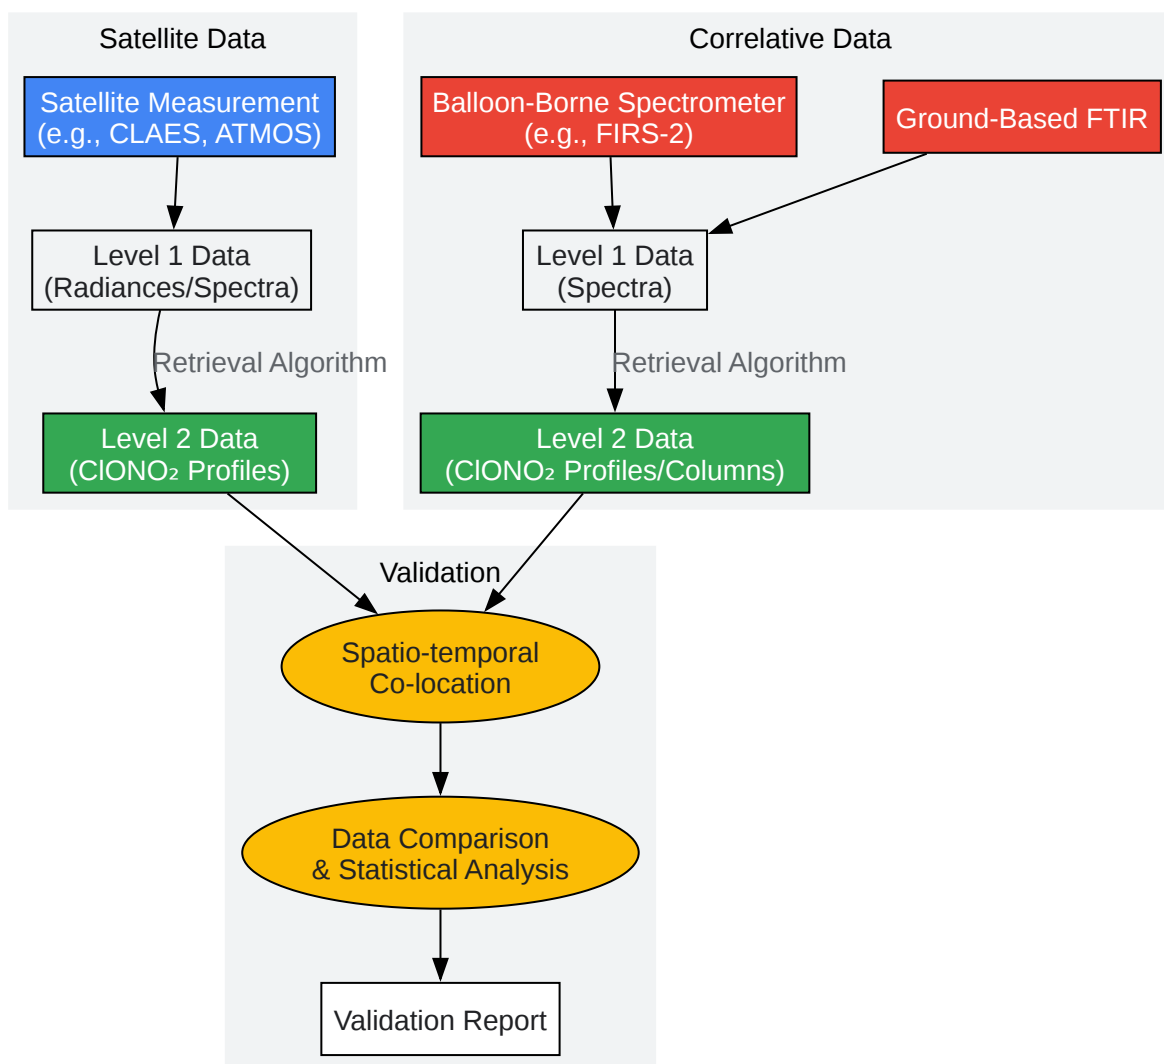 Satellite Data
Satellite Measurement
(e.g., CLAES, ATMOS)
Level 1 Data
(Radiances/Spectra)
Retrieval Algorithm
Level 2 Data
(ClONO₂ Profiles)
Correlative Data
Balloon-Borne Spectrometer
(e.g., FIRS-2)
Ground-Based FTIR
Level 1 Data
(Spectra)
Retrieval Algorithm
Level 2 Data
(ClONO₂ Profiles/Columns)
Validation
Spatio-temporal
Co-location
Data Comparison
& Statistical Analysis
Validation Report